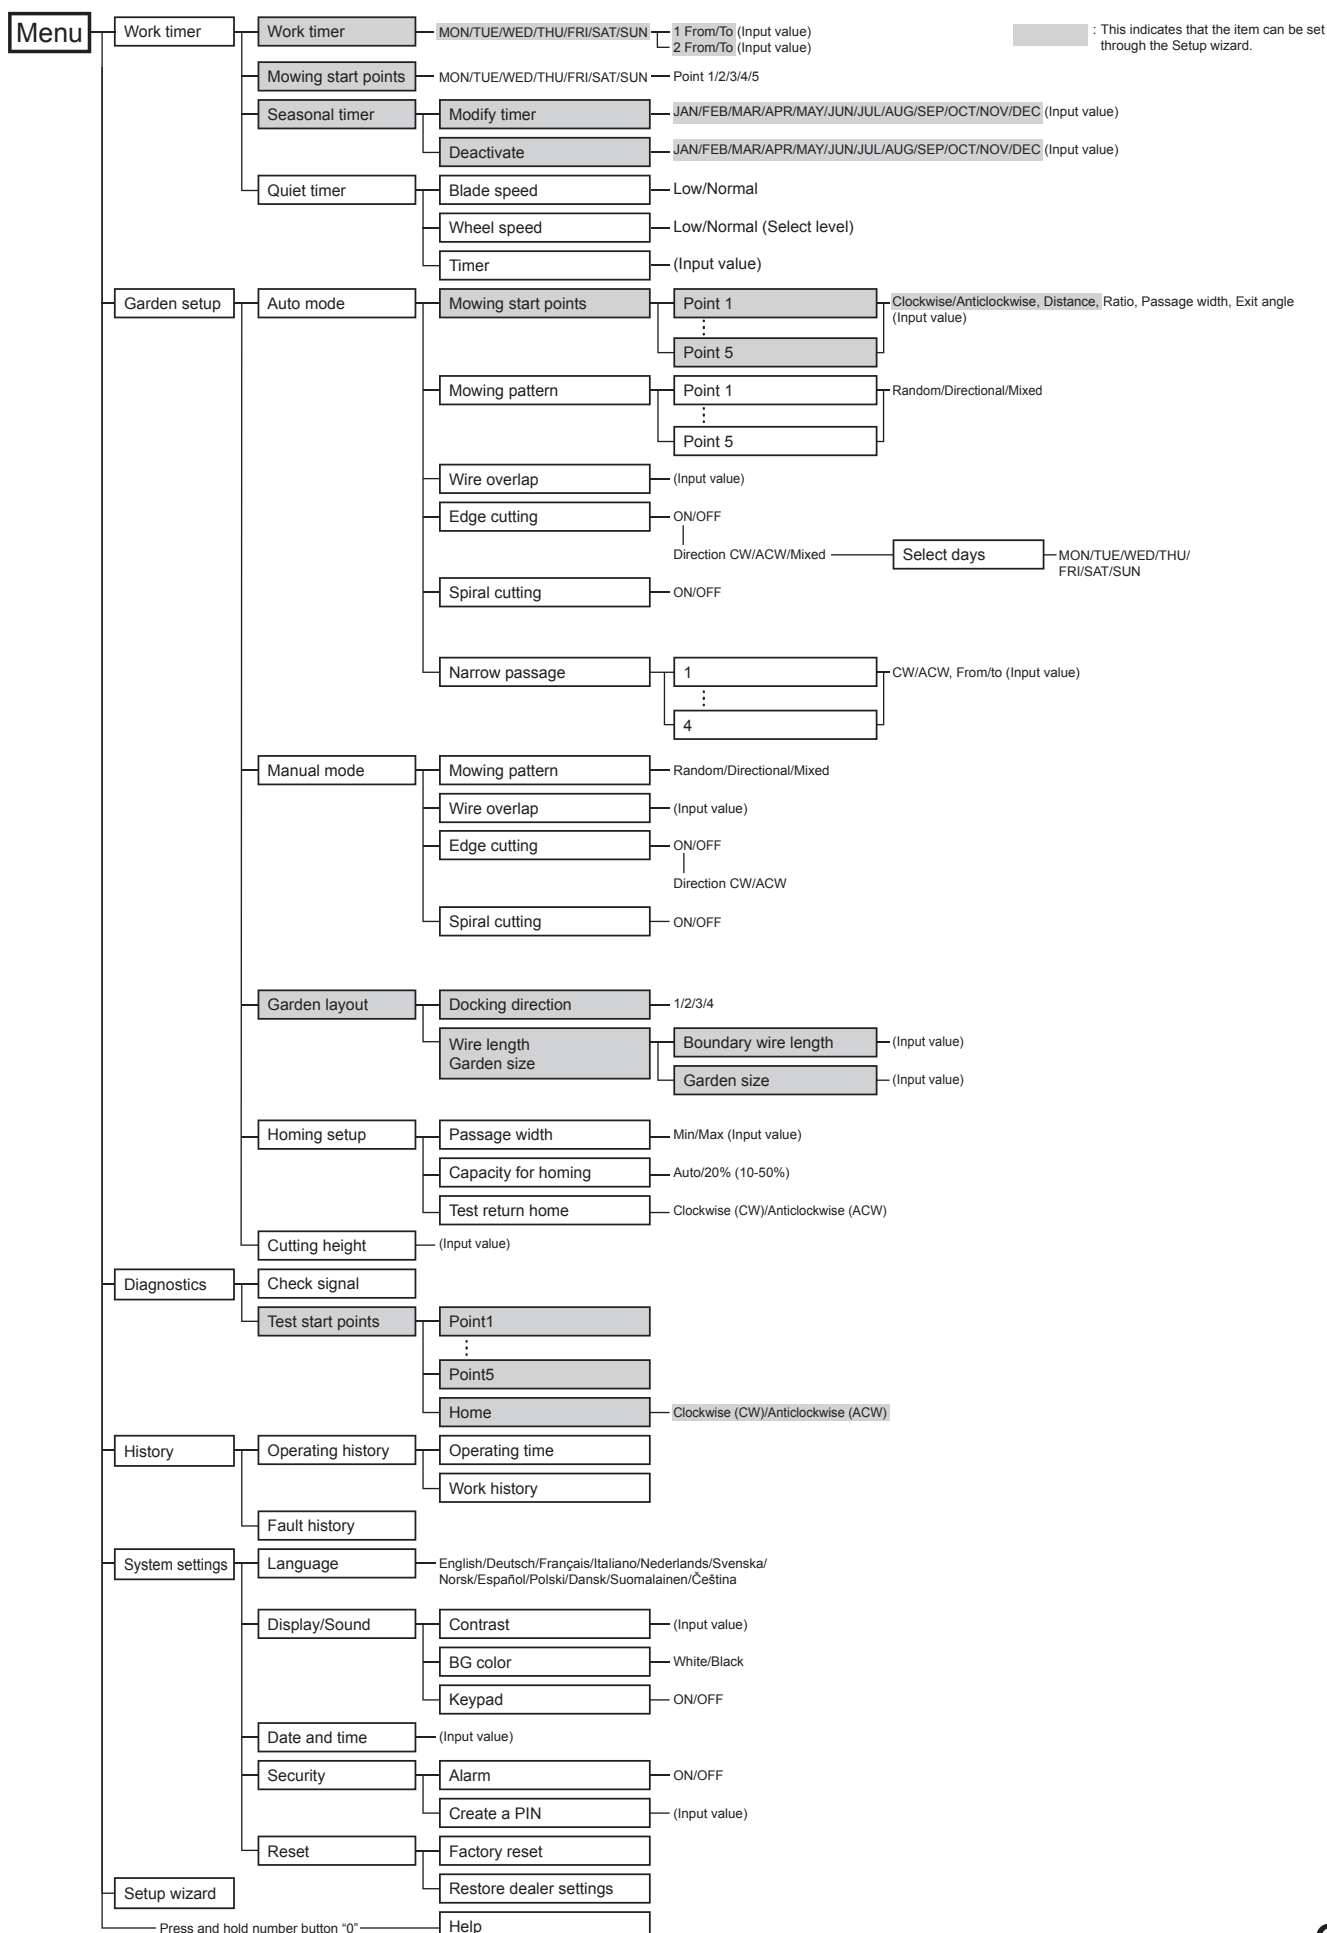 Menu
Work timer
Work timer
MON/TUE/WED/THU/FRI/SAT/SUN
1 From/To (Input value)
2 From/To (Input value)
: This indicates that the item can be set
through the Setup wizard.
Mowing start points
MON/TUE/WED/THU/FRI/SAT/SUN
Point 1/2/3/4/5
Seasonal timer
Modify timer
JAN/FEB/MAR/APR/MAY/JUN/JUL/AUG/SEP/OCT/NOV/DEC (Input value)
Deactivate
JAN/FEB/MAR/APR/MAY/JUN/JUL/AUG/SEP/OCT/NOV/DEC (Input value)
Quiet timer
Blade speed
Low/Normal
Wheel speed
Low/Normal (Select level)
Timer
(Input value)
Garden setup
Auto mode
Mowing start points
Point 1
Clockwise/Anticlockwise, Distance, Ratio, Passage width, Exit angle
(Input value)
Point 5
Mowing pattern
Point 1
Random/Directional/Mixed
Point 5
Wire overlap
(Input value)
Edge cutting
ON/OFF
Direction CW/ACW/Mixed
Select days
MON/TUE/WED/THU/
FRI/SAT/SUN
Spiral cutting
ON/OFF
Narrow passage
1
CW/ACW, From/to (Input value)
4
Manual mode
Mowing pattern
Random/Directional/Mixed
Wire overlap
(Input value)
Edge cutting
ON/OFF
Direction CW/ACW
Spiral cutting
ON/OFF
Garden layout
Docking direction
1/2/3/4
Wire length
Garden size
Boundary wire length
(Input value)
Garden size
(Input value)
Homing setup
Passage width
Min/Max (Input value)
Capacity for homing
Auto/20% (10-50%)
Test return home
Clockwise (CW)/Anticlockwise (ACW)
Cutting height
(Input value)
Diagnostics
Check signal
Test start points
Point1
Point5
Home
Clockwise (CW)/Anticlockwise (ACW)
History
Operating history
Operating time
Work history
Fault history
System settings
Language
English/Deutsch/Français/Italiano/Nederlands/Svenska/
Norsk/Español/Polski/Dansk/Suomalainen/Čeština
Display/Sound
Contrast
(Input value)
BG color
White/Black
Keypad
ON/OFF
Date and time
(Input value)
Security
Alarm
ON/OFF
Create a PIN
(Input value)
Reset
Factory reset
Restore dealer settings
Setup wizard
Press and hold number button “0”
Help